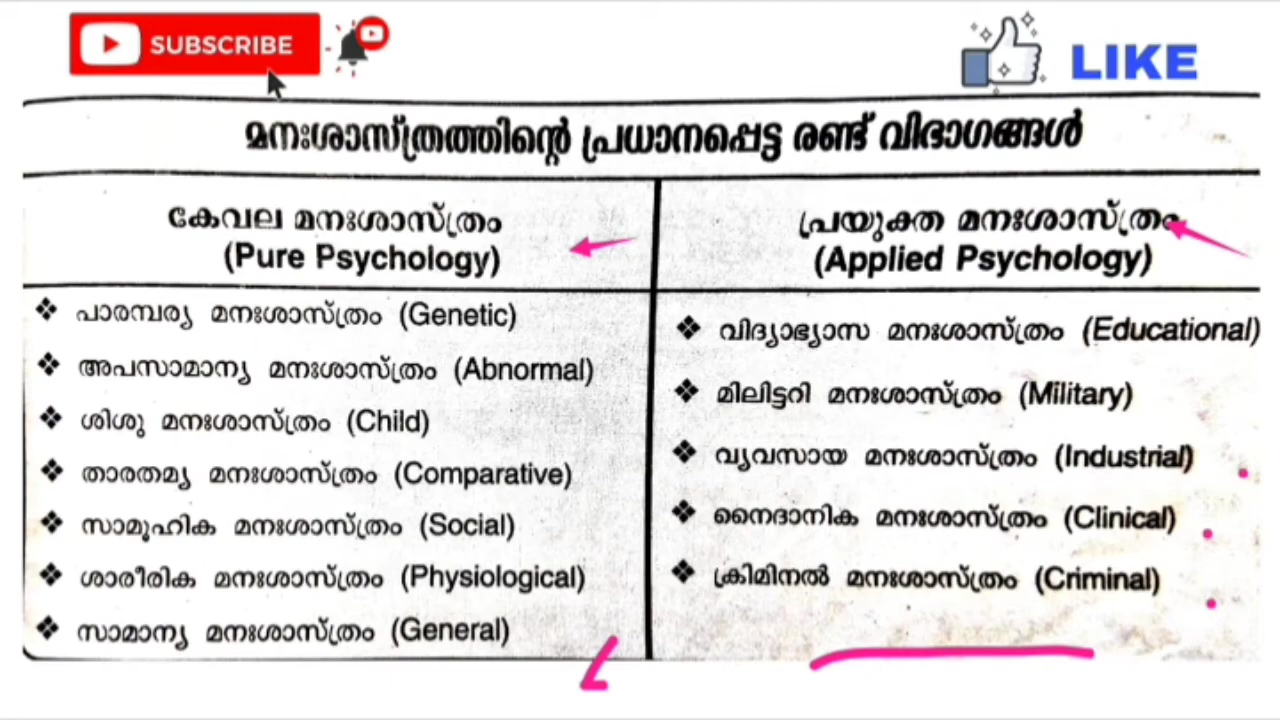 SUBSCRIBE
LIKE
മനഃശാസ്ത്രത്തിന്റെ പ്രധാനപ്പെട്ട രണ്ട് വിഭാഗങ്ങൾ
കേവല മനഃശാസ്ത്രം
(Pure Psychology)
പാരമ്പര്യ മനഃശാസ്ത്രം (Genetic)
അപസാമാന്യ മനഃശാസ്ത്രം (Abnormal)
ശിശു മനഃശാസ്ത്രം (Child)
താരതമ്യ മനഃശാസ്ത്രം (Comparative)
സാമൂഹിക മനഃശാസ്ത്രം (Social)
ശാരീരിക മനഃശാസ്ത്രം (Physiological)
സാമാന്യ മനഃശാസ്ത്രം (General)
പ്രയുക്ത മനഃശാസ്ത്രം
(Applied Psychology)
വിദ്യാഭ്യാസ മനഃശാസ്ത്രം (Educational)
മിലിട്ടറി മനഃശാസ്ത്രം (Military)
വ്യവസായ മനഃശാസ്ത്രം (Industrial)
നൈദാനിക മനഃശാസ്ത്രം (Clinical)
ക്രിമിനൽ മനഃശാസ്ത്രം (Criminal)